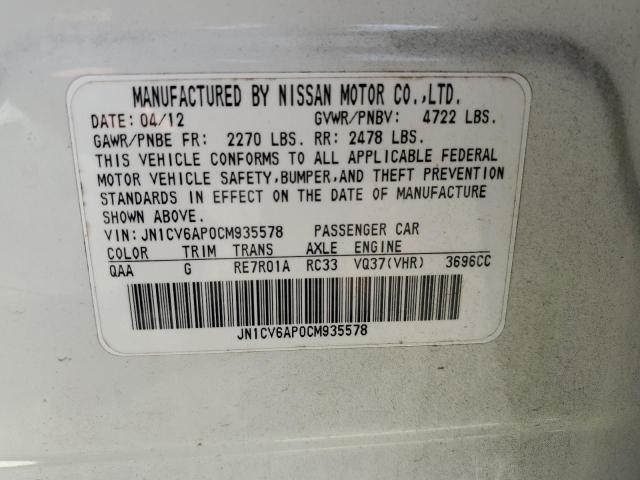 MANUFACTURED BY NISSAN MOTOR CO.,LTD.
DATE: 04/12 GVWR/PNBV: 4722 LBS.
GAWR/PNBE FR: 2270 LBS. RR: 2478 LBS.
THIS VEHICLE CONFORMS TO ALL APPLICABLE FEDERAL
MOTOR VEHICLE SAFETY,BUMPER,AND THEFT PREVENTION
STANDARDS IN EFFECT ON THE DATE OF MANUFACTURE
SHOWN ABOVE.
VIN: JN1CV6AP0CM935578 PASSENGER CAR
COLOR TRIM TRANS AXLE ENGINE
QAA G RE7R01A RC33 VQ37(VHR) 3696CC
JN1CV6AP0CM935578